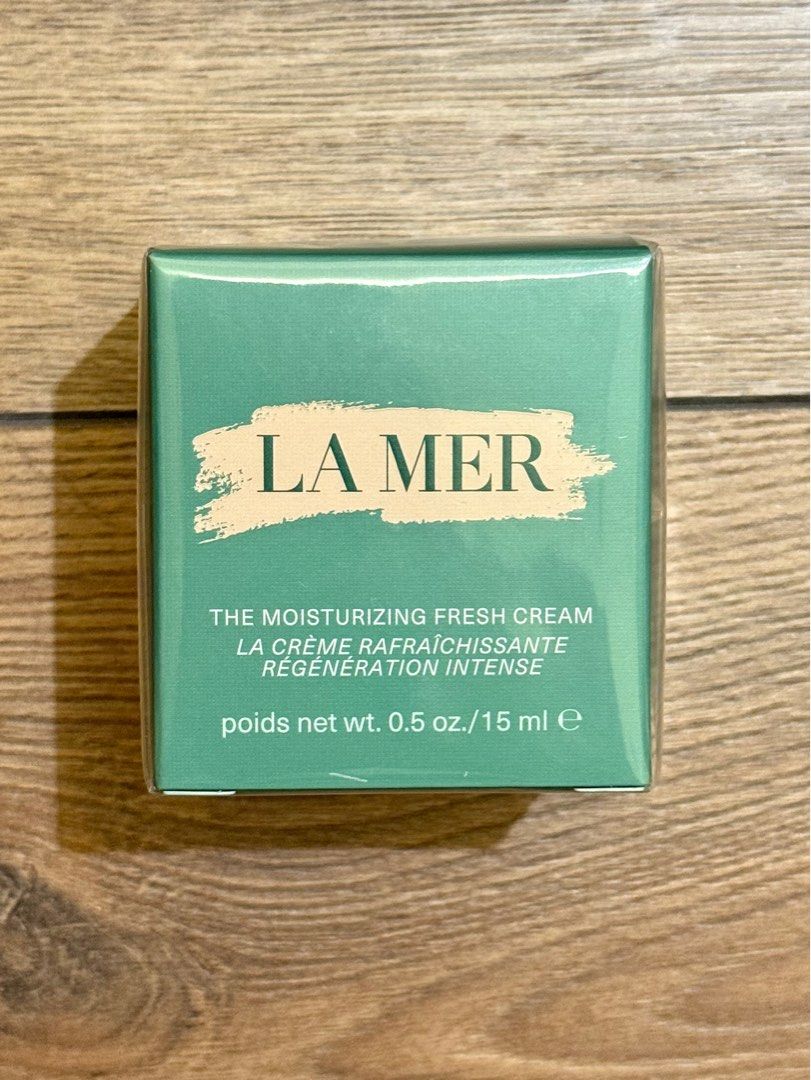 LA MER
THE MOISTURIZING FRESH CREAM
LA CRÈME RAFRAÎCHISSANTE
RÉGÉNÉRATION INTENSE
poids net wt. 0.5 oz./15 ml ℮